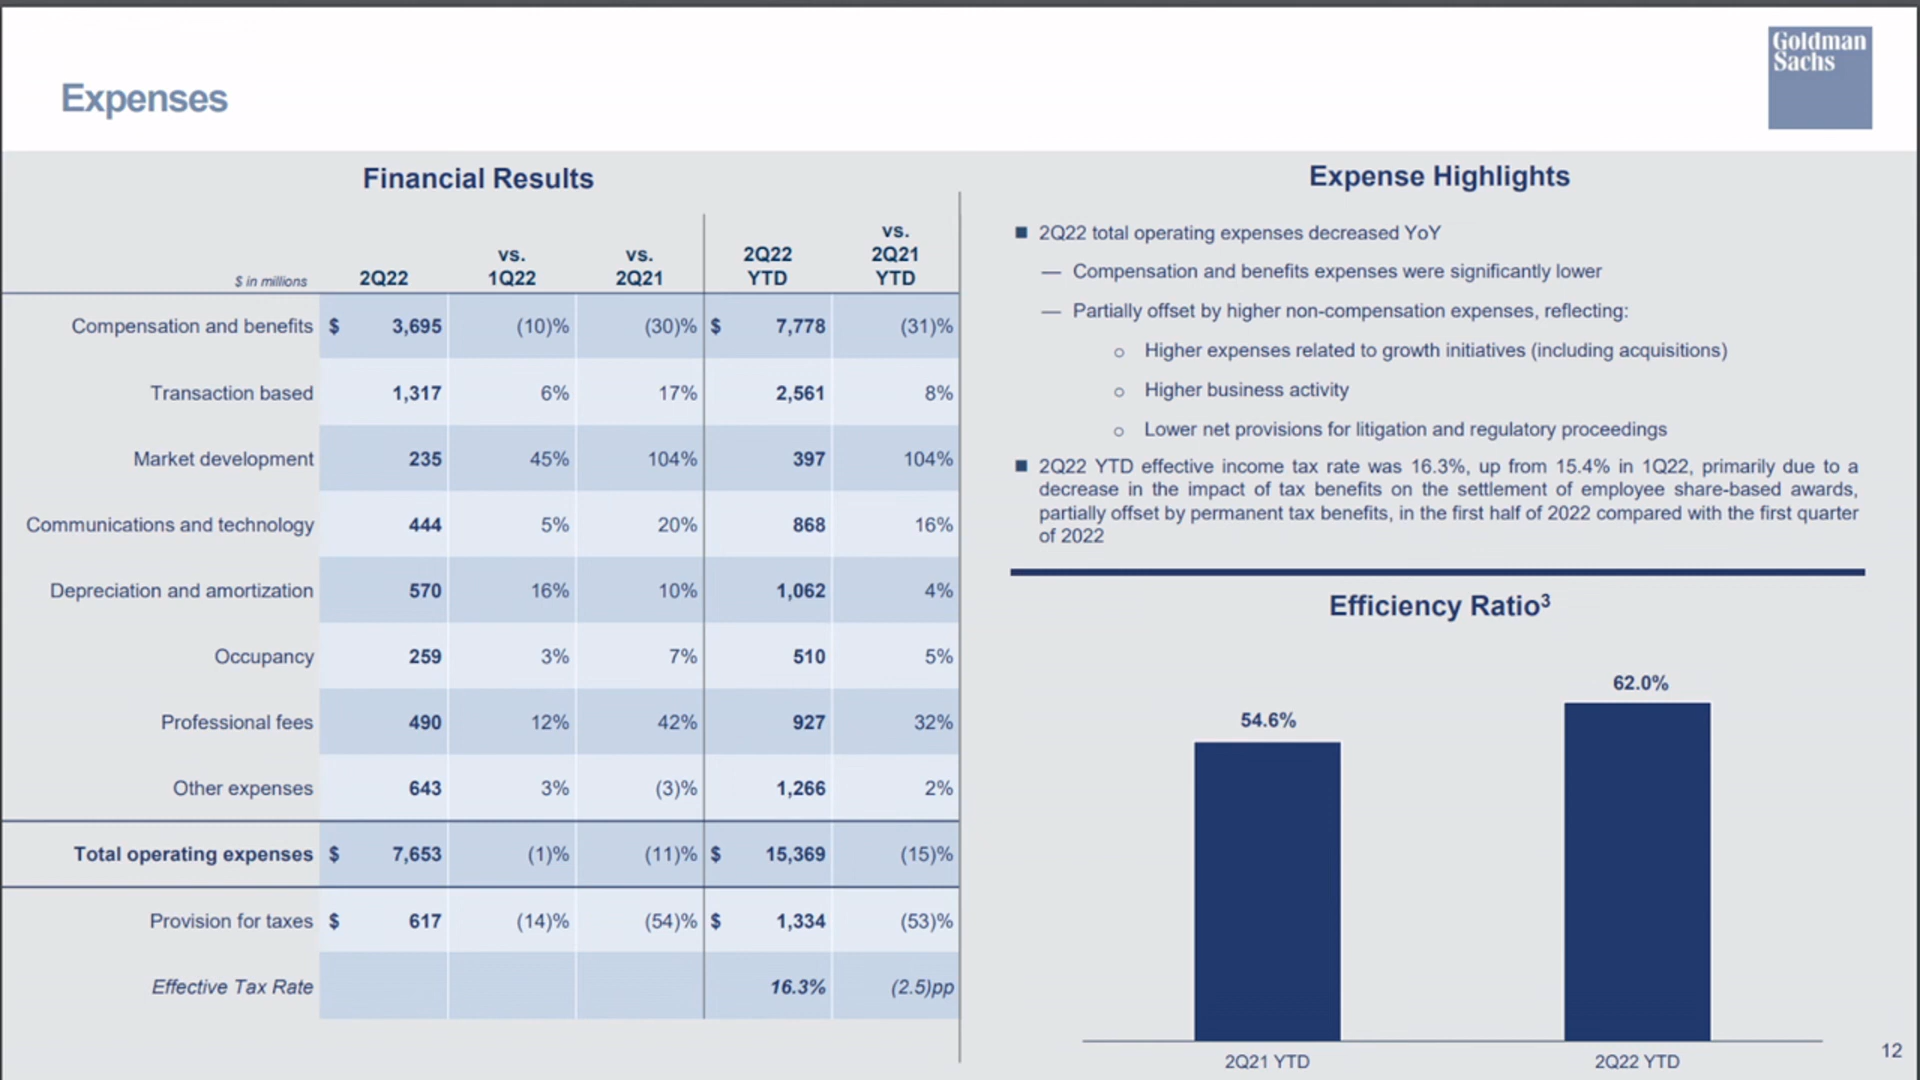 Goldman
Sachs
Expenses
Financial Results
$ in millions 2Q22 vs. 1Q22 vs. 2Q21 2Q22 YTD vs. 2Q21 YTD
Compensation and benefits $ 3,695 (10)% (30)% $ 7,778 (31)%
Transaction based 1,317 6% 17% 2,561 8%
Market development 235 45% 104% 397 104%
Communications and technology 444 5% 20% 868 16%
Depreciation and amortization 570 16% 10% 1,062 4%
Occupancy 259 3% 7% 510 5%
Professional fees 490 12% 42% 927 32%
Other expenses 643 3% (3)% 1,266 2%
Total operating expenses $ 7,653 (1)% (11)% $ 15,369 (15)%
Provision for taxes $ 617 (14)% (54)% $ 1,334 (53)%
Effective Tax Rate 16.3% (2.5)pp
Expense Highlights
■ 2Q22 total operating expenses decreased YoY
— Compensation and benefits expenses were significantly lower
— Partially offset by higher non-compensation expenses, reflecting:
o Higher expenses related to growth initiatives (including acquisitions)
o Higher business activity
o Lower net provisions for litigation and regulatory proceedings
■ 2Q22 YTD effective income tax rate was 16.3%, up from 15.4% in 1Q22, primarily due to a
decrease in the impact of tax benefits on the settlement of employee share-based awards,
partially offset by permanent tax benefits, in the first half of 2022 compared with the first quarter
of 2022
Efficiency Ratio³
54.6%
62.0%
2Q21 YTD
2Q22 YTD
12